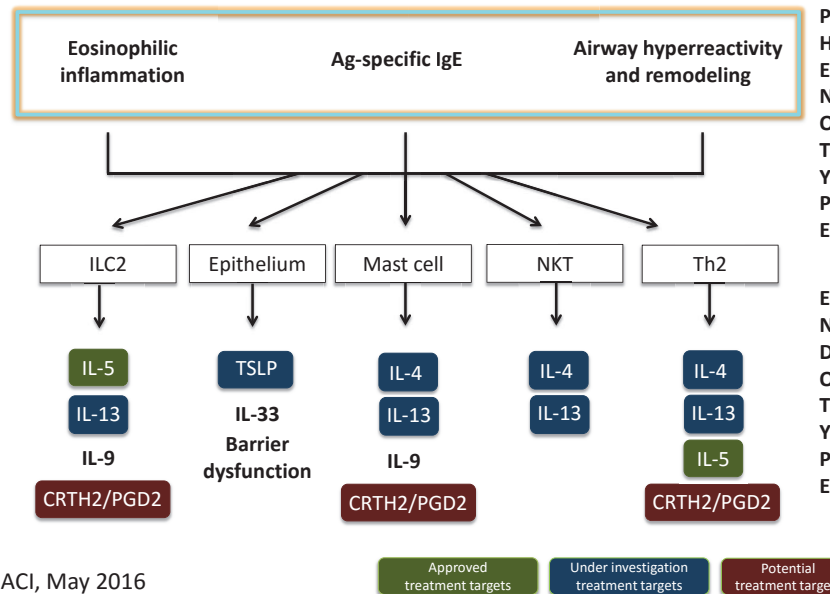 Eosinophilic
inflammation
Ag-specific IgE
Airway hyperreactivity
and remodeling
P
H
E
N
O
T
Y
P
E
ILC2
Epithelium
Mast cell
NKT
Th2
IL-5
IL-13
IL-9
CRTH2/PGD2
TSLP
IL-33
Barrier
dysfunction
IL-4
IL-13
IL-9
CRTH2/PGD2
IL-4
IL-13
IL-4
IL-13
IL-5
CRTH2/PGD2
E
N
D
O
T
Y
P
E
ACI, May 2016
Approved
treatment targets
Under investigation
treatment targets
Potential
treatment targe